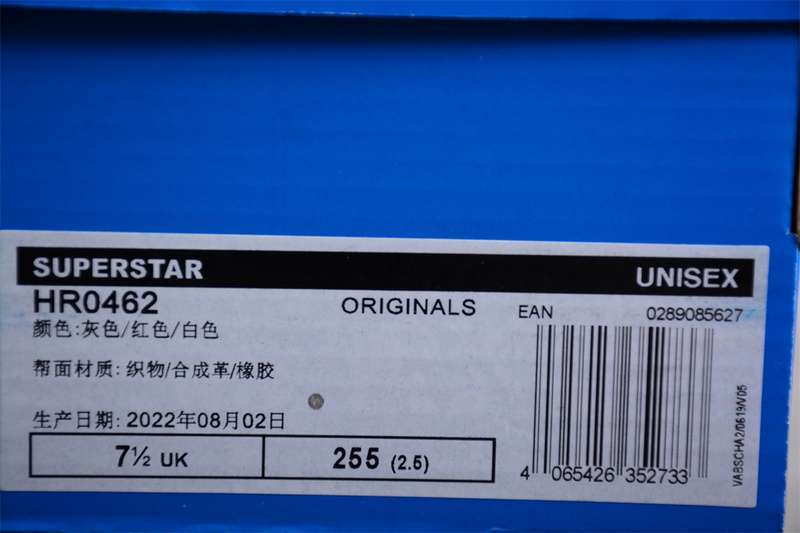 SUPERSTAR
UNISEX
HR0462
ORIGINALS
EAN
0289085627
颜色:灰色/红色/白色
帮面材质: 织物/合成革/橡胶
生产日期: 2022年08月02日
7½ UK
255 (2.5)
4 065426 352733
VABSCHA2/0619/V05